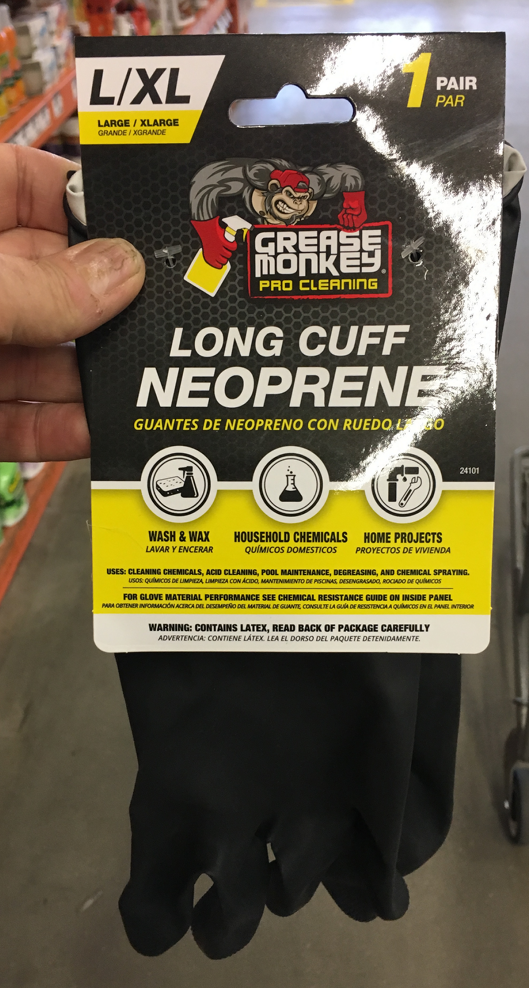 L/XL
LARGE / XLARGE
GRANDE / XGRANDE
1 PAIR
PAR
GREASE
MONKEY®
PRO CLEANING
LONG CUFF
NEOPRENE
GUANTES DE NEOPRENO CON RUEDO
24101
WASH & WAX
LAVAR Y ENCERAR
HOUSEHOLD CHEMICALS
QUÍMICOS DOMESTICOS
HOME PROJECTS
PROYECTOS DE VIVIENDA
USES: CLEANING CHEMICALS, ACID CLEANING, POOL MAINTENANCE, DEGREASING, AND CHEMICAL SPRAYING.
USOS: QUÍMICOS DE LIMPIEZA, LIMPIEZA CON ÁCIDO, MANTENIMIENTO DE PISCINAS, DESENGRASADO, ROCIADO DE QUÍMICOS
FOR GLOVE MATERIAL PERFORMANCE SEE CHEMICAL RESISTANCE GUIDE ON INSIDE PANEL
PARA OBTENER INFORMACIÓN ACERCA DEL DESEMPEÑO DEL MATERIAL DE GUANTE, CONSULTE LA GUÍA DE RESISTENCIA A QUÍMICOS EN EL PANEL INTERIOR
WARNING: CONTAINS LATEX, READ BACK OF PACKAGE CAREFULLY
ADVERTENCIA: CONTIENE LÁTEX. LEA EL DORSO DEL PAQUETE DETENIDAMENTE.